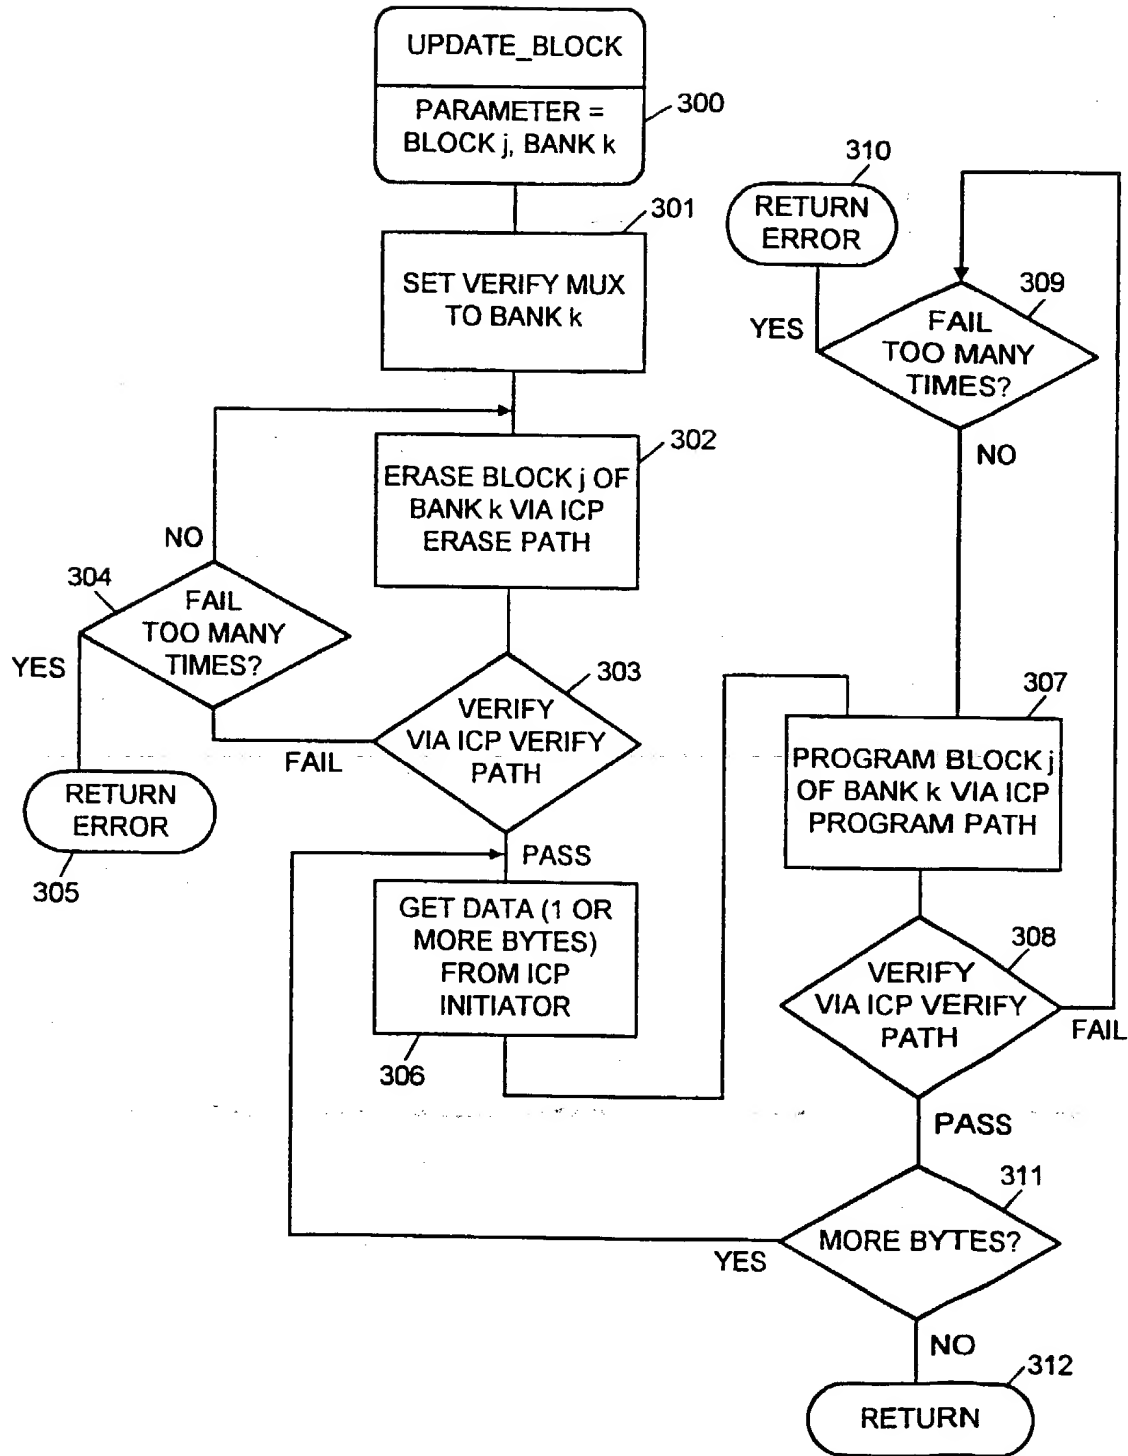 UPDATE_BLOCK
PARAMETER =
BLOCK j, BANK k
300
301
SET VERIFY MUX
TO BANK k
302
ERASE BLOCK j OF
BANK k VIA ICP
ERASE PATH
NO
304
FAIL
TOO MANY
TIMES?
YES
RETURN
ERROR
305
303
VERIFY
VIA ICP VERIFY
PATH
FAIL
PASS
GET DATA (1 OR
MORE BYTES)
FROM ICP
INITIATOR
306
310
RETURN
ERROR
309
YES
FAIL
TOO MANY
TIMES?
NO
307
PROGRAM BLOCK j
OF BANK k VIA ICP
PROGRAM PATH
308
VERIFY
VIA ICP VERIFY
PATH
FAIL
PASS
311
MORE BYTES?
YES
NO
312
RETURN